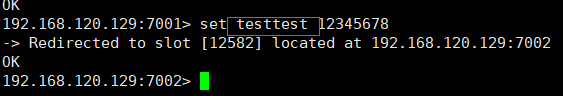 OK
192.168.120.129:7001> set testtest 12345678
-> Redirected to slot [12582] located at 192.168.120.129:7002
OK
192.168.120.129:7002>